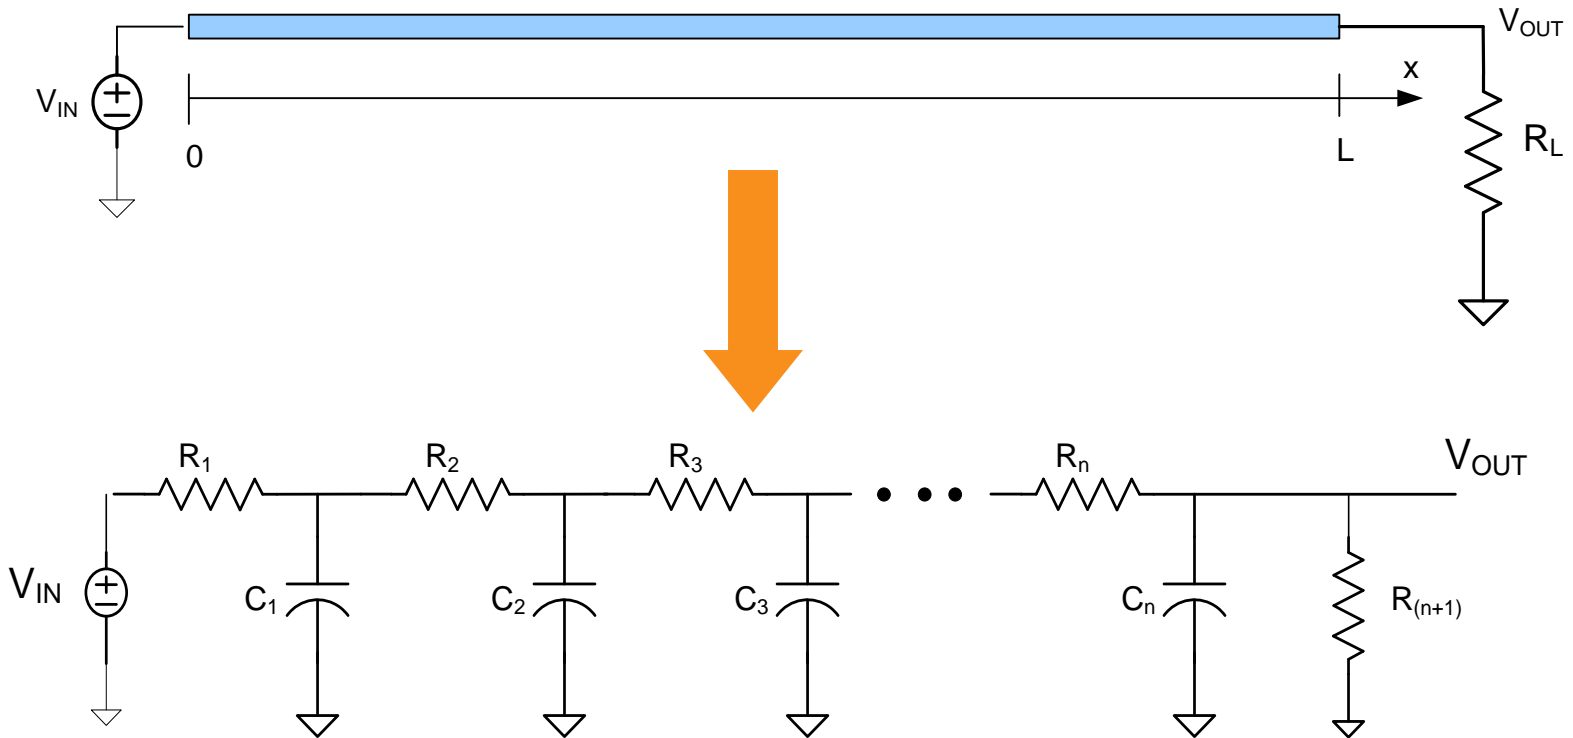 V_OUT
x
V_IN
0
L
R_L
R_1
R_2
R_3
R_n
V_OUT
V_IN
C_1
C_2
C_3
C_n
R_(n+1)